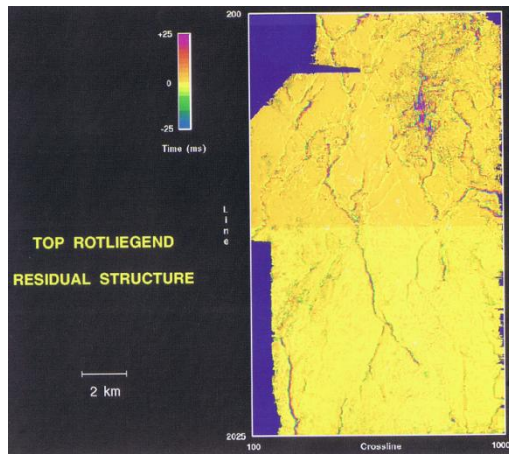 200
+25
0
-25
Time (ms)
Line
TOP ROTLIEGEND
RESIDUAL STRUCTURE
2 km
2025
100
Crossline
1000